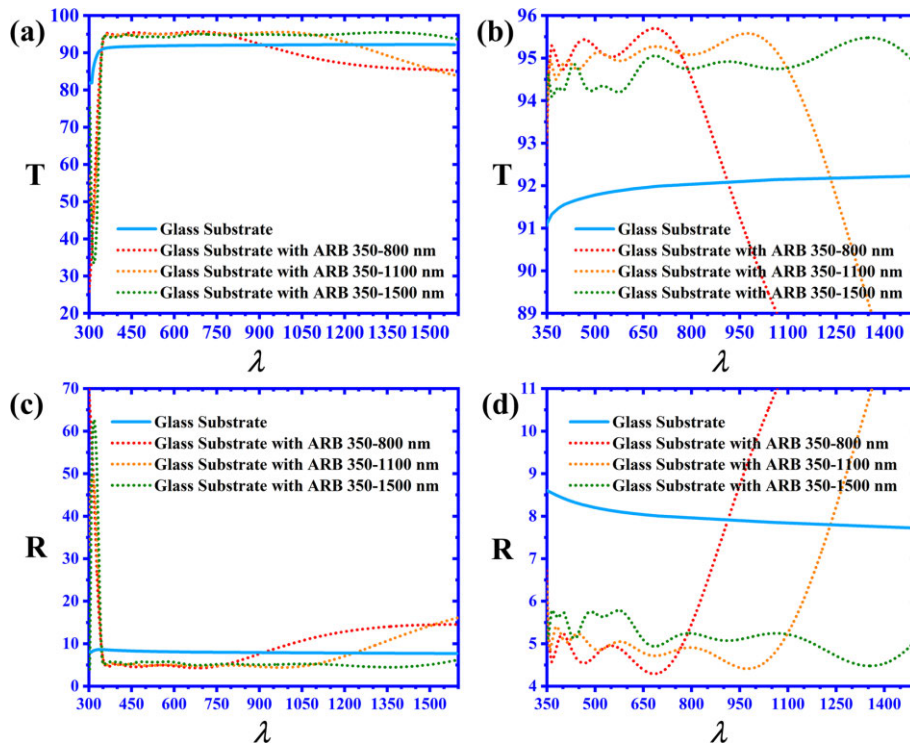 (a)
100
90
80
70
60
50
40
30
20
T
Glass Substrate
Glass Substrate with ARB 350-800 nm
Glass Substrate with ARB 350-1100 nm
Glass Substrate with ARB 350-1500 nm
300 450 600 750 900 1050 1200 1350 1500
λ
(b)
96
95
94
93
92
91
90
89
T
Glass Substrate
Glass Substrate with ARB 350-800 nm
Glass Substrate with ARB 350-1100 nm
Glass Substrate with ARB 350-1500 nm
350 500 650 800 950 1100 1250 1400
λ
(c)
70
60
50
40
30
20
10
0
R
Glass Substrate
Glass Substrate with ARB 350-800 nm
Glass Substrate with ARB 350-1100 nm
Glass Substrate with ARB 350-1500 nm
300 450 600 750 900 1050 1200 1350 1500
λ
(d)
11
10
9
8
7
6
5
4
R
Glass Substrate
Glass Substrate with ARB 350-800 nm
Glass Substrate with ARB 350-1100 nm
Glass Substrate with ARB 350-1500 nm
350 500 650 800 950 1100 1250 1400
λ